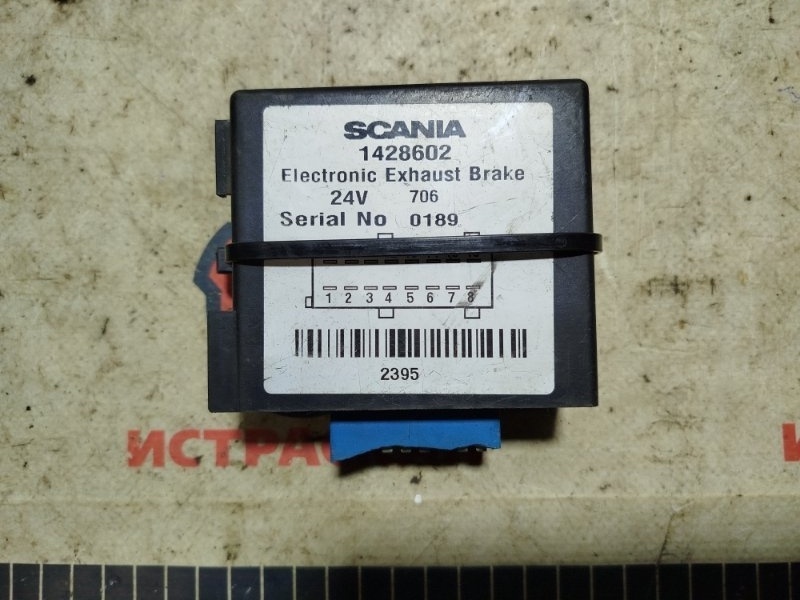 SCANIA
1428602
Electronic Exhaust Brake
24V 706
Serial No 0189
1 2 3 4 5 6 7 8
2395
ИСТРА